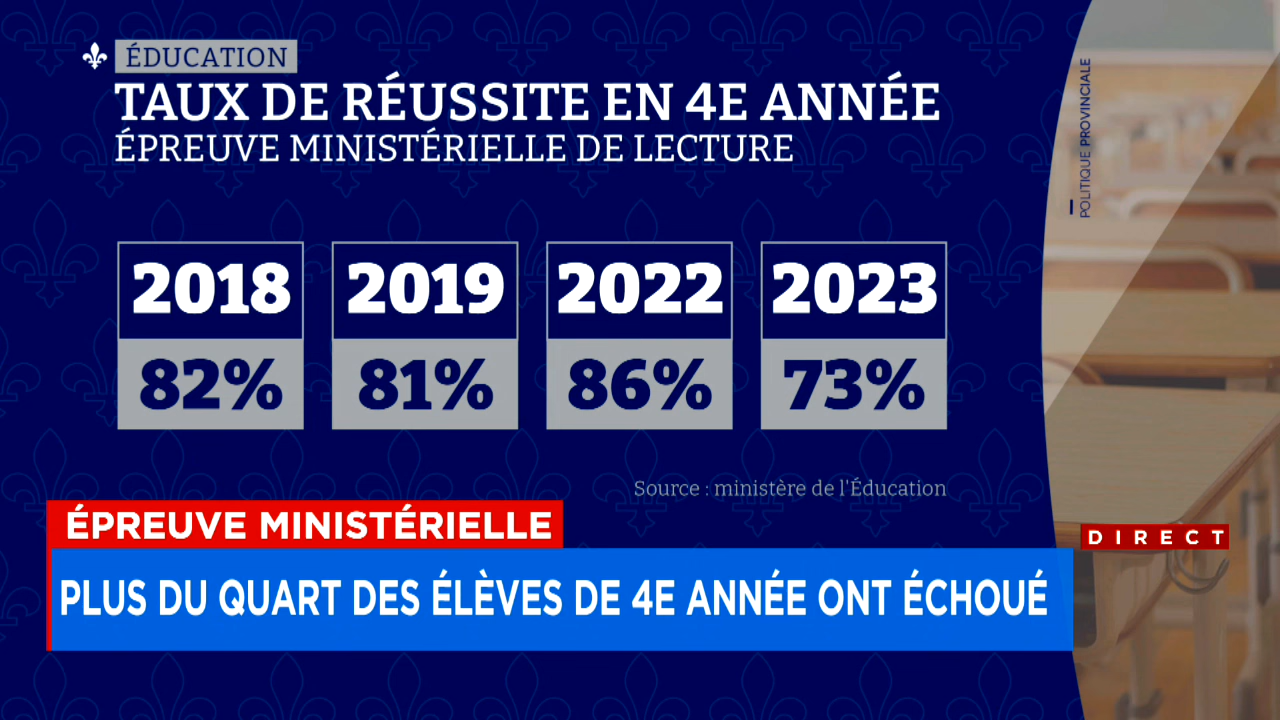 ÉDUCATION
TAUX DE RÉUSSITE EN 4E ANNÉE
ÉPREUVE MINISTÉRIELLE DE LECTURE
POLITIQUE PROVINCIALE
2018 2019 2022 2023
82% 81% 86% 73%
Source : ministère de l'Éducation
ÉPREUVE MINISTÉRIELLE
DIRECT
PLUS DU QUART DES ÉLÈVES DE 4E ANNÉE ONT ÉCHOUÉ